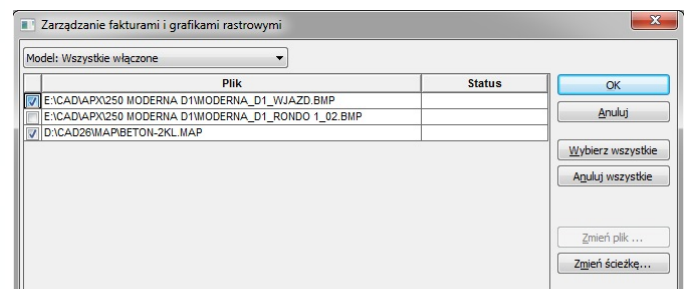 Zarządzanie fakturami i grafikami rastrowymi
Model: Wszystkie włączone
Plik Status
E:\CAD\APX\250 MODERNA D1\MODERNA_D1_WJAZD.BMP
E:\CAD\APX\250 MODERNA D1\MODERNA_D1_RONDO 1_02.BMP
D:\CAD26\MAP\BETON-2KL.MAP
OK
Anuluj
Wybierz wszystkie
Anuluj wszystkie
Zmień plik ...
Zmień ścieżkę...